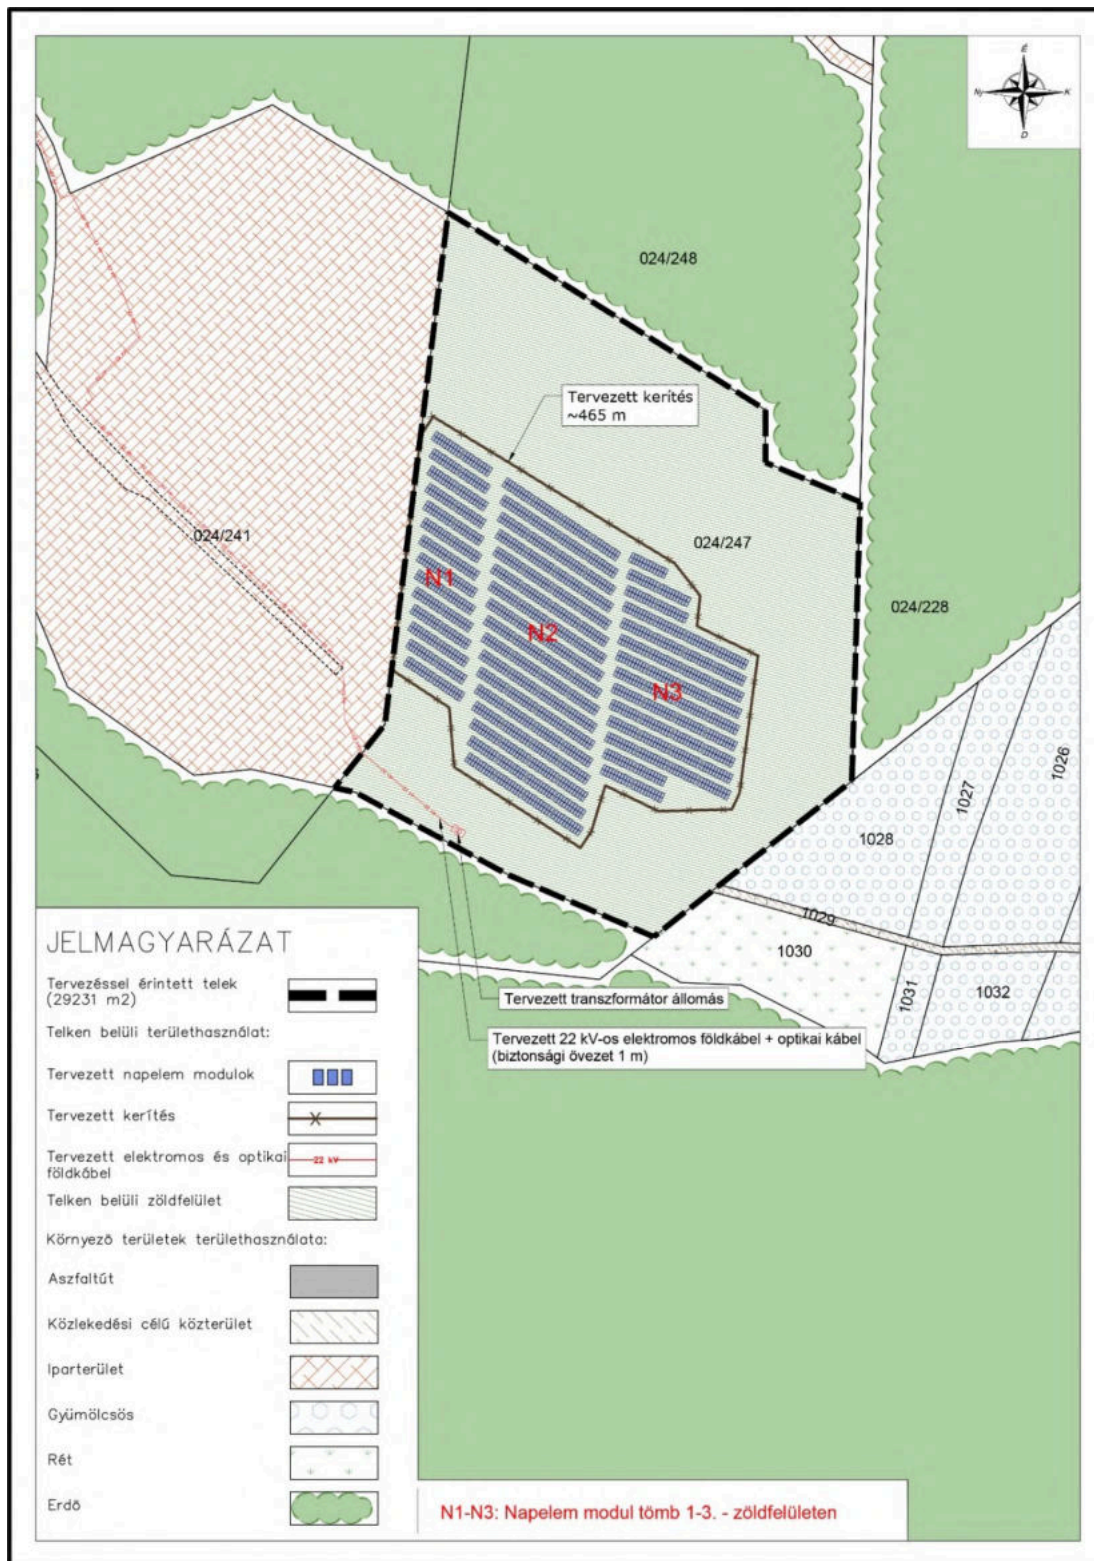 É
Ny
K
D
024/248
Tervezett kerítés
~465 m
024/241
024/247
N1
024/228
N2
N3
1026
1027
1028
1029
1030
1031
1032
JELMAGYARÁZAT
Tervezéssel érintett telek
(29231 m2)
Telken belüli területhasználat:
Tervezett napelem modulok
Tervezett kerítés
Tervezett elektromos és optikai
földkábel
22 kV
Telken belüli zöldfelület
Környező területek területhasználata:
Aszfaltút
Közlekedési célú közterület
Iparterület
Gyümölcsös
Rét
Erdő
Tervezett transzformátor állomás
Tervezett 22 kV-os elektromos földkábel + optikai kábel
(biztonsági övezet 1 m)
N1-N3: Napelem modul tömb 1-3. - zöldfelületen